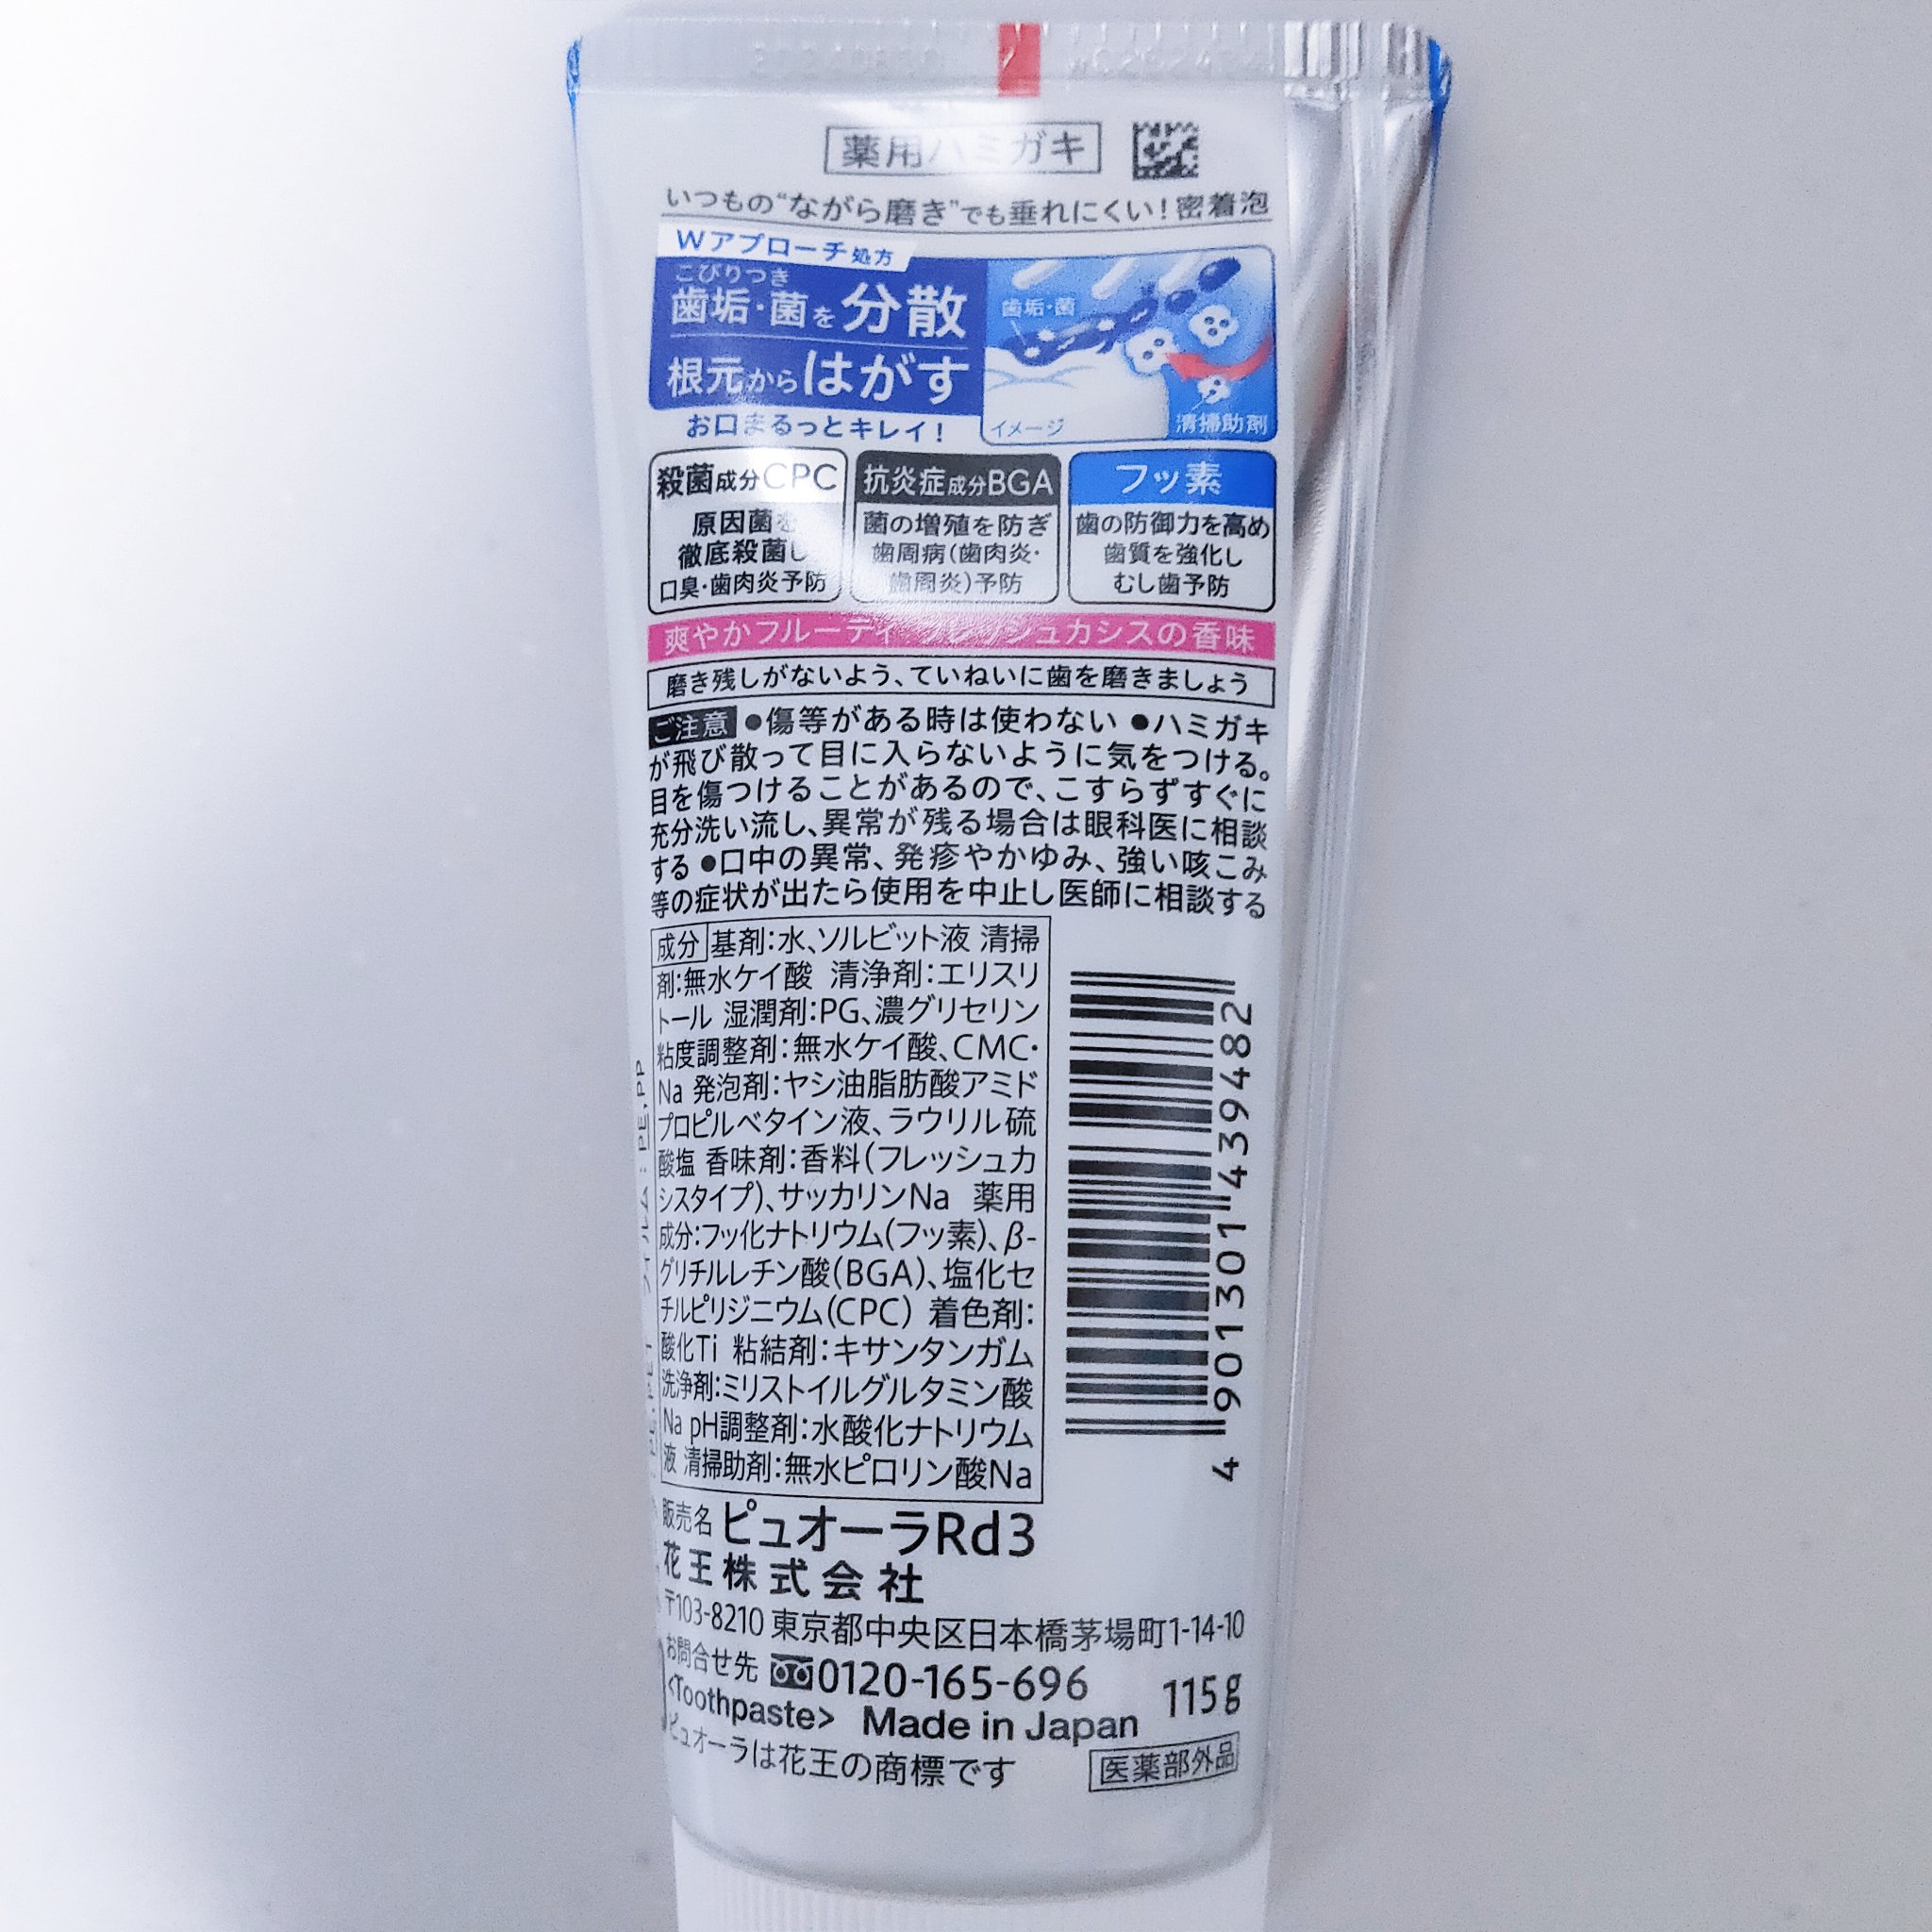 薬用ハミガキ
いつもの“ながら磨き”でも垂れにくい！密着泡
Wアプローチ処方
こびりつき
歯垢・菌を分散
根元からはがす
お口まるっとキレイ！
歯垢・菌
イメージ
清掃助剤
殺菌成分CPC
原因菌を
徹底殺菌し
口臭・歯肉炎予防
抗炎症成分BGA
菌の増殖を防ぎ
歯周病(歯肉炎・
歯周炎)予防
フッ素
歯の防御力を高め
歯質を強化し
むし歯予防
爽やかフルーティ フレッシュカシスの香味
磨き残しがないよう、ていねいに歯を磨きましょう
ご注意 ●傷等がある時は使わない ●ハミガキ
が飛び散って目に入らないように気をつける。
目を傷つけることがあるので、こすらずすぐに
充分洗い流し、異常が残る場合は眼科医に相談
する ●口中の異常、発疹やかゆみ、強い咳こみ
等の症状が出たら使用を中止し医師に相談する
成分 基剤：水、ソルビット液 清掃
剤：無水ケイ酸 清浄剤：エリスリ
トール 湿潤剤：PG、濃グリセリン
粘度調整剤：無水ケイ酸、CMC・
Na 発泡剤：ヤシ油脂肪酸アミド
プロピルベタイン液、ラウリル硫
酸塩 香味剤：香料(フレッシュカ
シスタイプ)、サッカリンNa 薬用
成分：フッ化ナトリウム(フッ素)、β-
グリチルレチン酸(BGA)、塩化セ
チルピリジニウム(CPC) 着色剤：
酸化Ti 粘結剤：キサンタンガム
洗浄剤：ミリストイルグルタミン酸
Na pH調整剤：水酸化ナトリウム
液 清掃助剤：無水ピロリン酸Na
4 901301 439482
販売名 ピュオーラRd3
花王株式会社
〒103-8210 東京都中央区日本橋茅場町1-14-10
お問合せ先 0120-165-696
115g
<Toothpaste> Made in Japan
ピュオーラは花王の商標です
医薬部外品
PE,PP